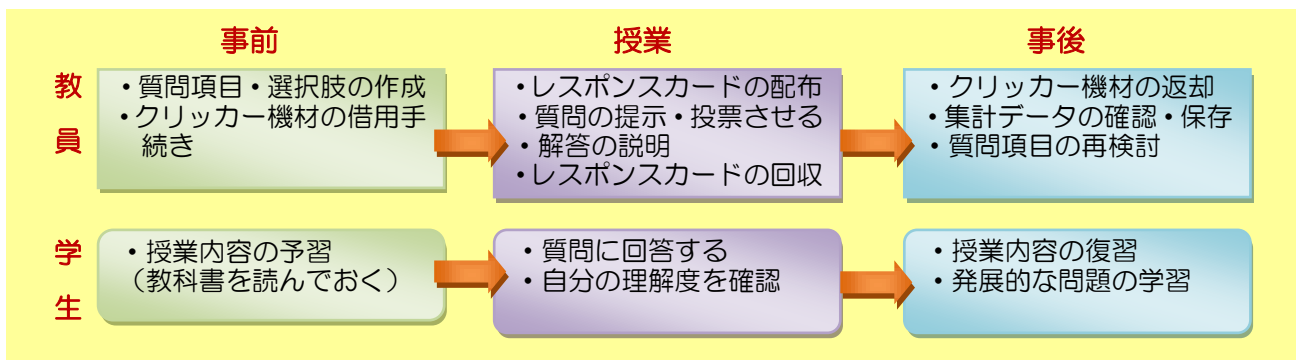 事前
授業
事後
教員
・質問項目・選択肢の作成
・クリッカー機材の借用手
続き
・レスポンスカードの配布
・質問の提示・投票させる
・解答の説明
・レスポンスカードの回収
・クリッカー機材の返却
・集計データの確認・保存
・質問項目の再検討
学生
・授業内容の予習
（教科書を読んでおく）
・質問に回答する
・自分の理解度を確認
・授業内容の復習
・発展的な問題の学習